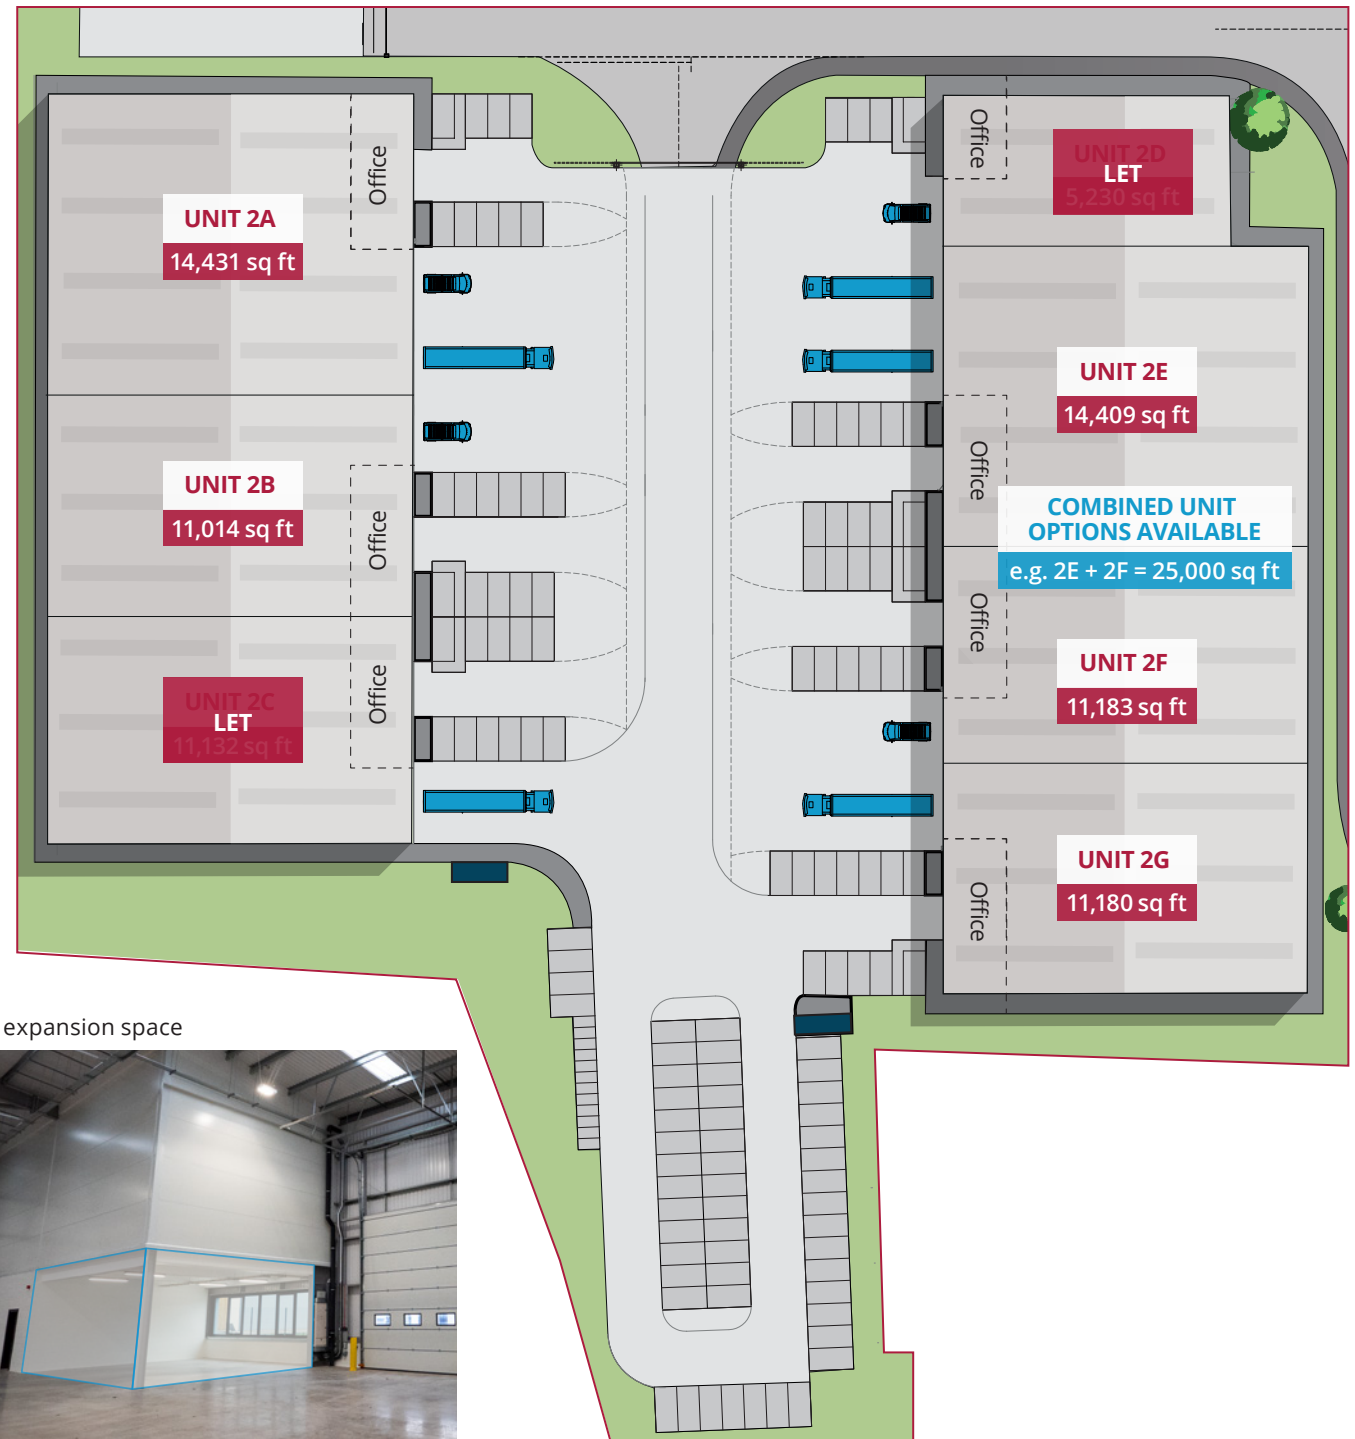 Office
UNIT 2A
14,431 sq ft
Office
UNIT 2D
LET
5,230 sq ft
UNIT 2B
11,014 sq ft
Office
UNIT 2E
14,409 sq ft
Office
COMBINED UNIT
OPTIONS AVAILABLE
e.g. 2E + 2F = 25,000 sq ft
Office
UNIT 2C
LET
11,132 sq ft
Office
UNIT 2F
11,183 sq ft
UNIT 2G
11,180 sq ft
Office
expansion space